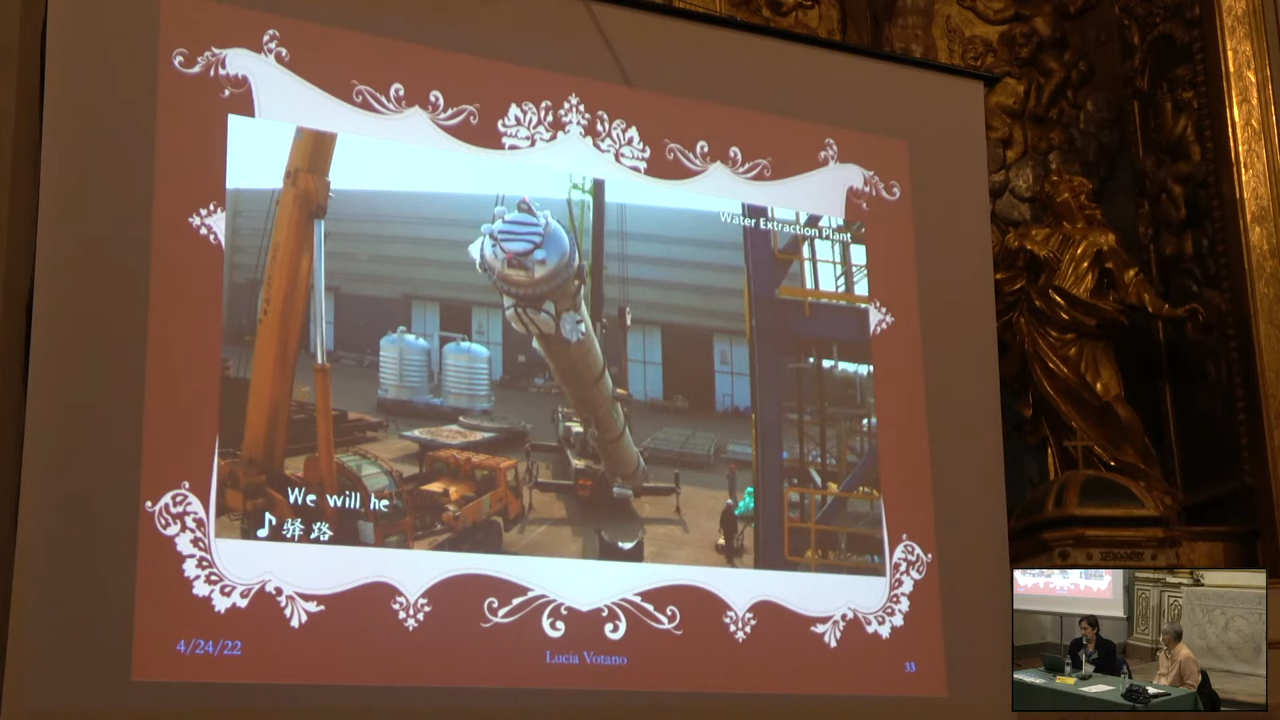 Water Extraction Plant
We will he
驿路
4/24/22
Lucia Votano
33